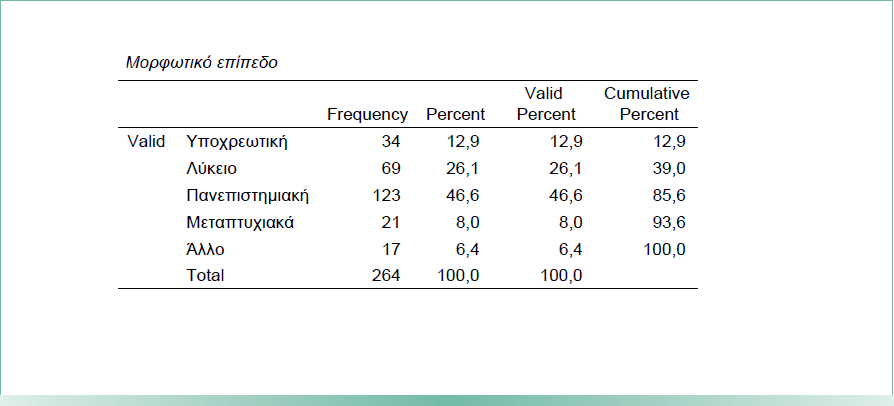 Μορφωτικό επίπεδο
Frequency Percent Valid Percent Cumulative Percent
Valid Υποχρεωτική 34 12,9 12,9 12,9
Λύκειο 69 26,1 26,1 39,0
Πανεπιστημιακή 123 46,6 46,6 85,6
Μεταπτυχιακά 21 8,0 8,0 93,6
Άλλο 17 6,4 6,4 100,0
Total 264 100,0 100,0